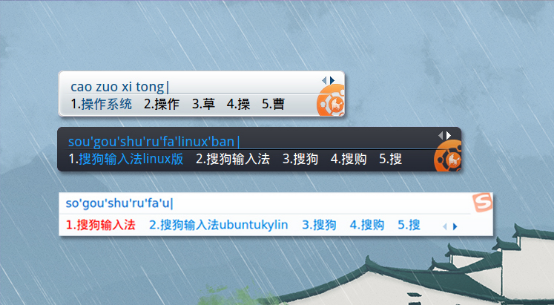 cao zuo xi tong
1.操作系统 2.操作 3.草 4.操 5.曹
sou'gou'shu'ru'fa'linux'ban
1.搜狗输入法linux版 2.搜狗输入法 3.搜狗 4.搜购 5.搜
so'gou'shu'ru'fa'u
S
1.搜狗输入法 2.搜狗输入法ubuntukylin 3.搜狗 4.搜购 5.搜